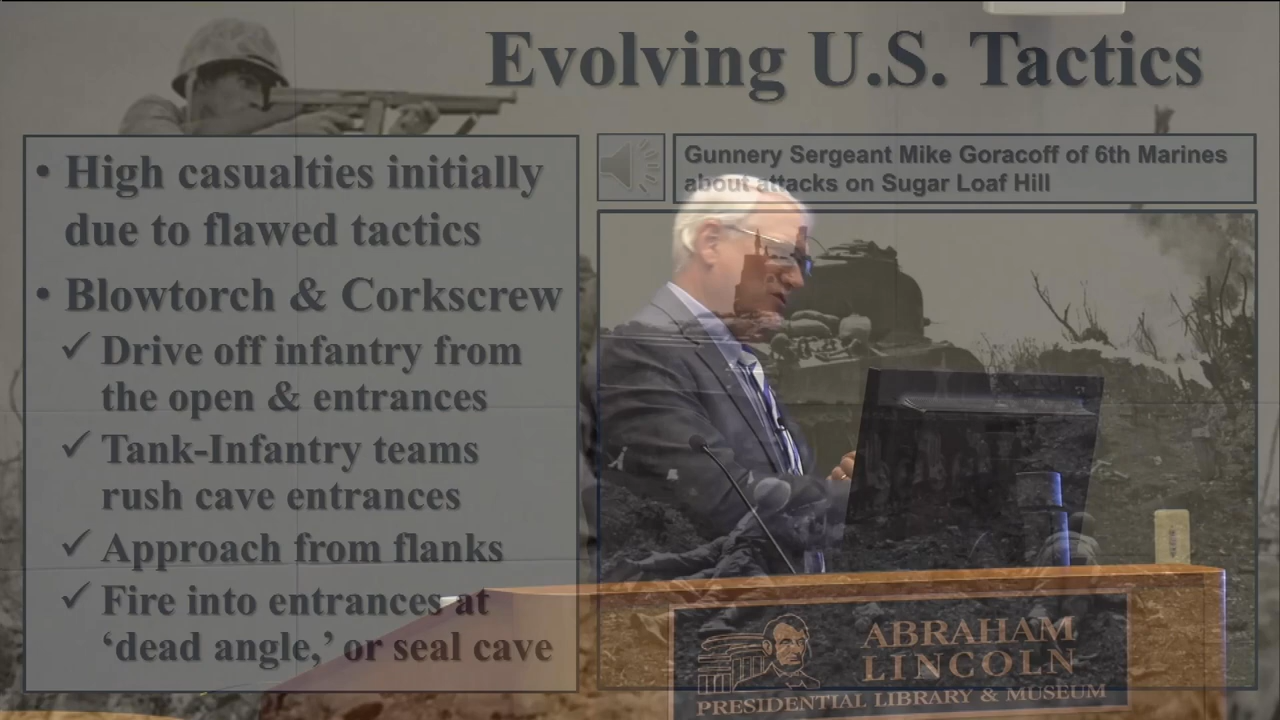 Evolving U.S. Tactics
• High casualties initially
due to flawed tactics
• Blowtorch & Corkscrew
✓ Drive off infantry from
the open & entrances
✓ Tank-Infantry teams
rush cave entrances
✓ Approach from flanks
✓ Fire into entrances at
‘dead angle,’ or seal cave
Gunnery Sergeant Mike Goracoff of 6th Marines
about attacks on Sugar Loaf Hill
ABRAHAM
LINCOLN
PRESIDENTIAL LIBRARY & MUSEUM